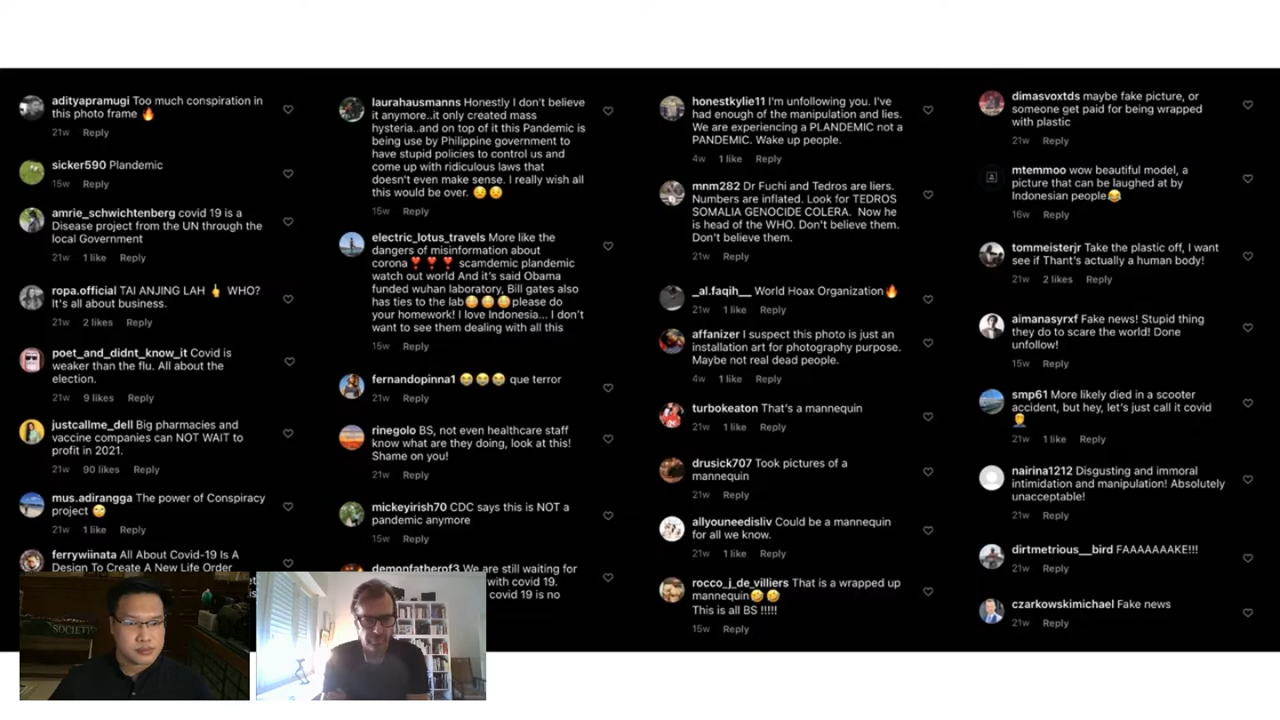 adityapramugi Too much conspiration in
this photo frame 🔥
21w Reply
sicker590 Plandemic
15w Reply
amrie_schwichtenberg covid 19 is a
Disease project from the UN through the
local Government
21w 1 like Reply
ropa.official TAI ANJING LAH 👆 WHO?
It's all about business.
21w 2 likes Reply
poet_and_didnt_know_it Covid is
weaker than the flu. All about the
election.
21w 9 likes Reply
justcallme_dell Big pharmacies and
vaccine companies can NOT WAIT to
profit in 2021.
21w 90 likes Reply
mus.adirangga The power of Conspiracy
project 🙄
21w 1 like Reply
ferrywiinata All About Covid-19 Is A
Design To Create A New Life Order
laurahausmanns Honestly I don't believe
it anymore..it only created mass
hysteria..and on top of it this Pandemic is
being use by Philippine government to
have stupid policies to control us and
come up with ridiculous laws that
doesn't even make sense. I really wish all
this would be over. 😣😣
15w Reply
electric_lotus_travels More like the
dangers of misinformation about
corona❣️❣️❣️ scamdemic plandemic
watch out world And it's said Obama
funded wuhan laboratory, Bill gates also
has ties to the lab😳😳😳please do
your homework! I love Indonesia... I don't
want to see them dealing with all this
15w Reply
fernandopinna1 😂😂😂 que terror
21w Reply
rinegolo BS, not even healthcare staff
know what are they doing, look at this!
Shame on you!
21w Reply
mickeyirish70 CDC says this is NOT a
pandemic anymore
15w Reply
demonfatherof3 We are still waiting for
with covid 19.
covid 19 is no
honestkylie11 I'm unfollowing you. I've
had enough of the manipulation and lies.
We are experiencing a PLANDEMIC not a
PANDEMIC. Wake up people.
4w 1 like Reply
mnm282 Dr Fuchi and Tedros are liers.
Numbers are inflated. Look for TEDROS
SOMALIA GENOCIDE COLERA. Now he
is head of the WHO. Don't believe them.
Don't believe them.
21w Reply
_al.faqih__ World Hoax Organization🔥
21w 1 like Reply
affanizer I suspect this photo is just an
installation art for photography purpose.
Maybe not real dead people.
4w 1 like Reply
turbokeaton That's a mannequin
21w 1 like Reply
drusick707 Took pictures of a
mannequin
21w Reply
allyouneedisliv Could be a mannequin
for all we know.
21w 1 like Reply
rocco_j_de_villiers That is a wrapped up
mannequin🤣🤣
This is all BS !!!!!
15w Reply
dimasvoxtds maybe fake picture, or
someone get paid for being wrapped
with plastic
21w Reply
mtemmoo wow beautiful model, a
picture that can be laughed at by
Indonesian people😂
16w Reply
tommeisterjr Take the plastic off, I want
see if Thant's actually a human body!
21w 2 likes Reply
aimanasyrxf Fake news! Stupid thing
they do to scare the world! Done
unfollow!
15w Reply
smp61 More likely died in a scooter
accident, but hey, let's just call it covid
🤦
21w 1 like Reply
nairina1212 Disgusting and immoral
intimidation and manipulation! Absolutely
unacceptable!
21w Reply
dirtmetrious__bird FAAAAAAKE!!!
21w Reply
czarkowskimichael Fake news
21w Reply
SOCIETY